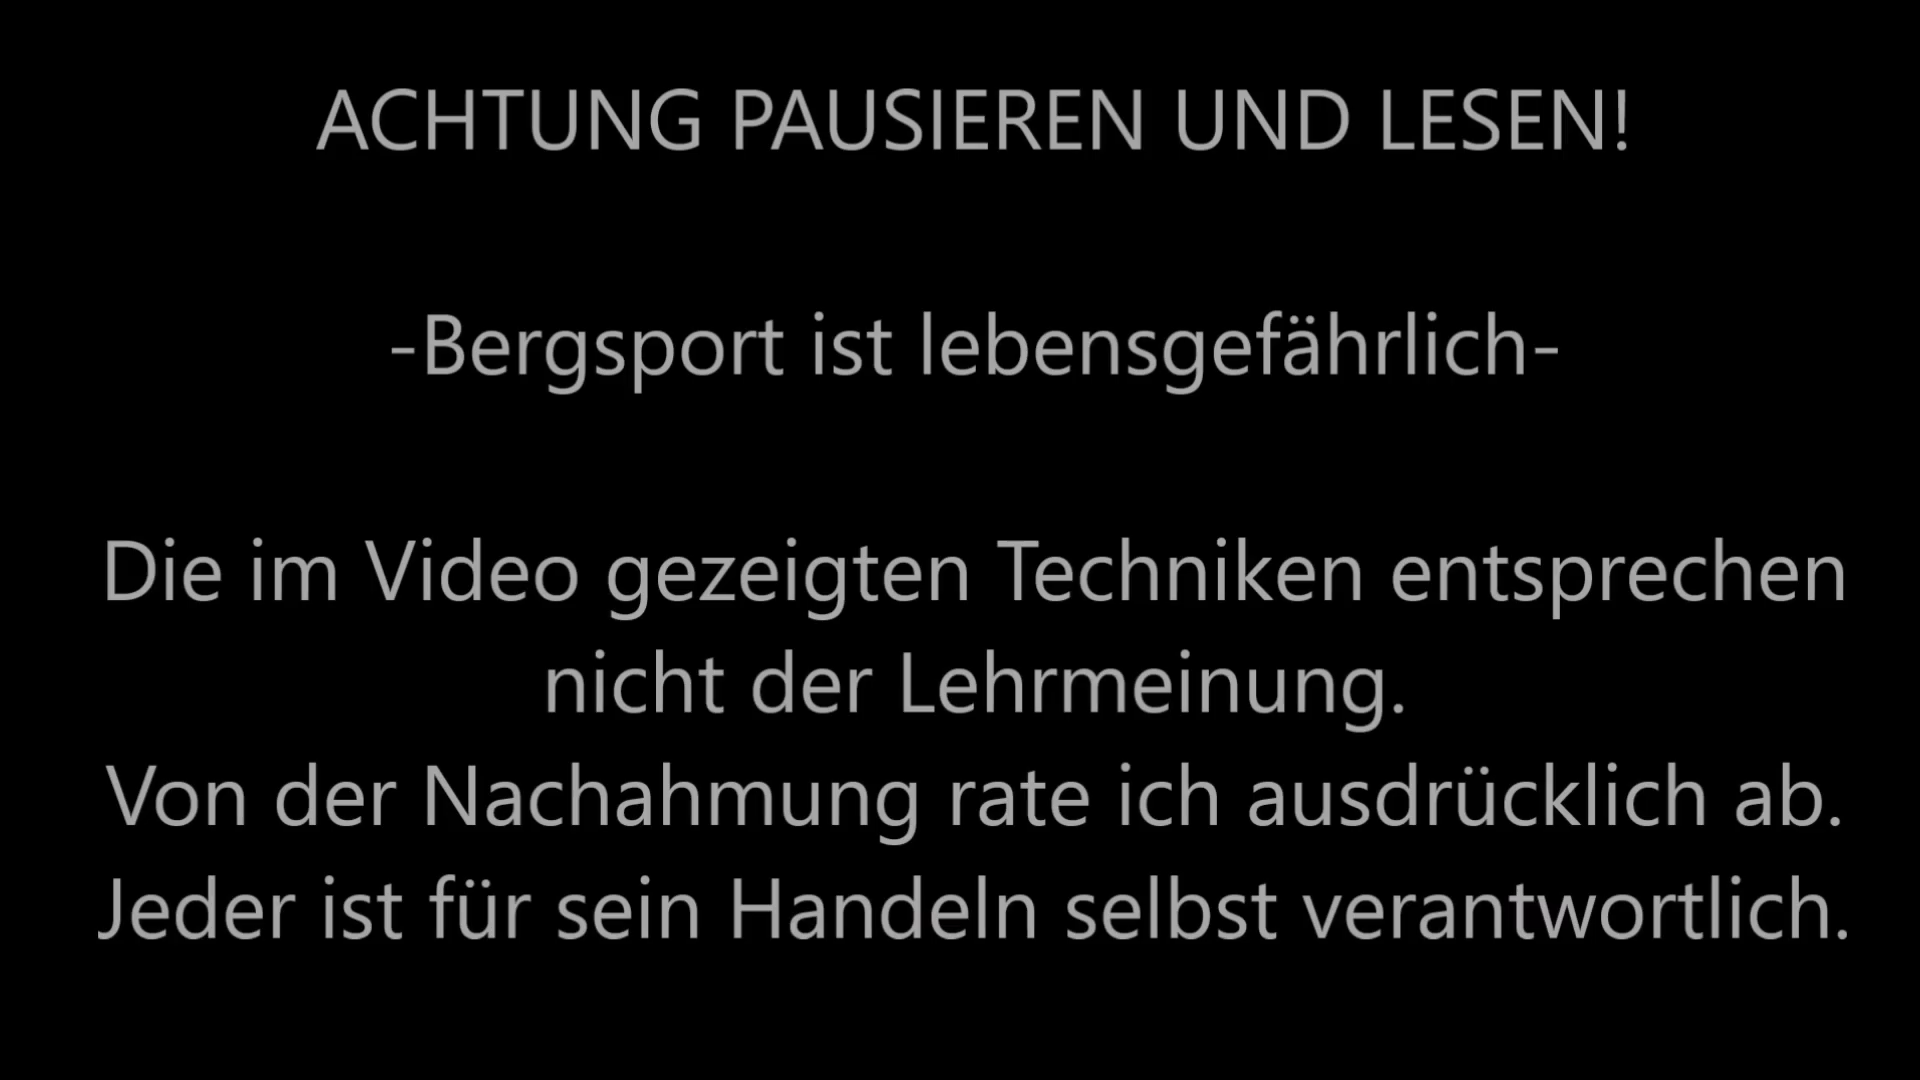 ACHTUNG PAUSIEREN UND LESEN!
-Bergsport ist lebensgefährlich-
Die im Video gezeigten Techniken entsprechen
nicht der Lehrmeinung.
Von der Nachahmung rate ich ausdrücklich ab.
Jeder ist für sein Handeln selbst verantwortlich.